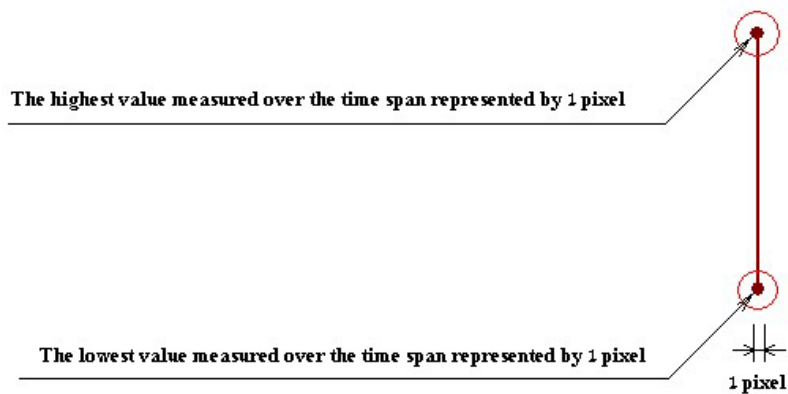 The highest value measured over the time span represented by 1 pixel
The lowest value measured over the time span represented by 1 pixel
1 pixel